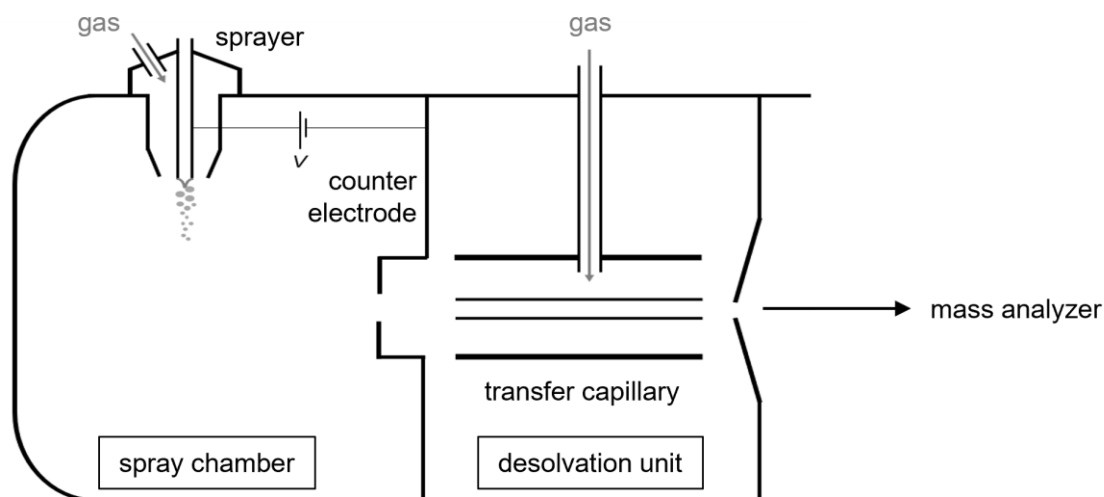 gas
sprayer
gas
V
counter
electrode
mass analyzer
transfer capillary
spray chamber
desolvation unit